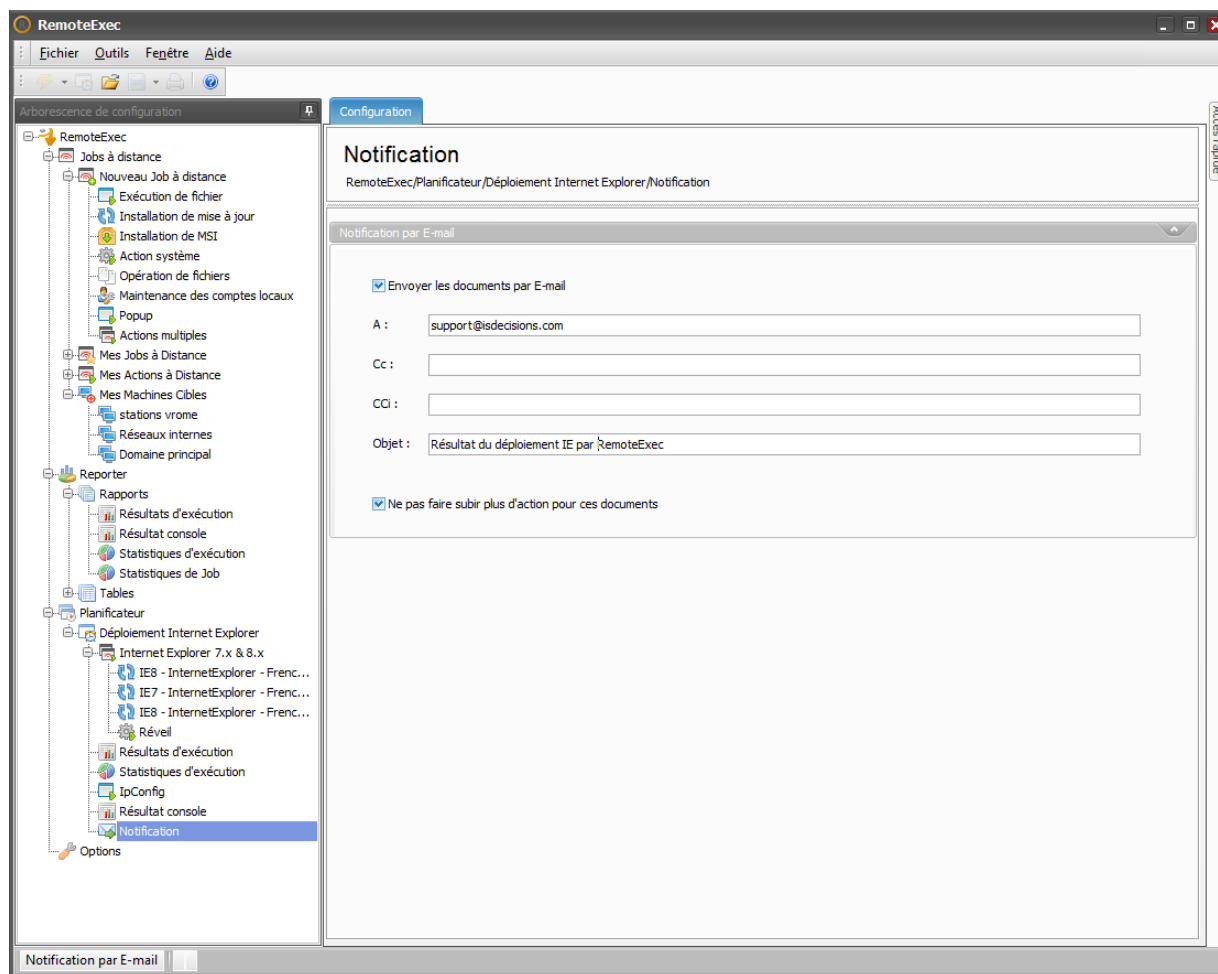 RemoteExec
Fichier Outils Fenêtre Aide
Arborescence de configuration
RemoteExec
Jobs à distance
Nouveau Job à distance
Exécution de fichier
Installation de mise à jour
Installation de MSI
Action système
Opération de fichiers
Maintenance des comptes locaux
Popup
Actions multiples
Mes Jobs à Distance
Mes Actions à Distance
Mes Machines Cibles
stations vrome
Réseaux internes
Domaine principal
Reporter
Rapports
Résultats d'exécution
Résultat console
Statistiques d'exécution
Statistiques de Job
Tables
Planificateur
Déploiement Internet Explorer
Internet Explorer 7.x & 8.x
IE8 - InternetExplorer - Frenc...
IE7 - InternetExplorer - Frenc...
IE8 - InternetExplorer - Frenc...
Réveil
Résultats d'exécution
Statistiques d'exécution
IpConfig
Résultat console
Notification
Options
Configuration
Notification
RemoteExec/Planificateur/Déploiement Internet Explorer/Notification
Notification par E-mail
Envoyer les documents par E-mail
A : support@isdecisions.com
Cc :
CCi :
Objet : Résultat du déploiement IE par RemoteExec
Ne pas faire subir plus d'action pour ces documents
Accès rapide
Notification par E-mail